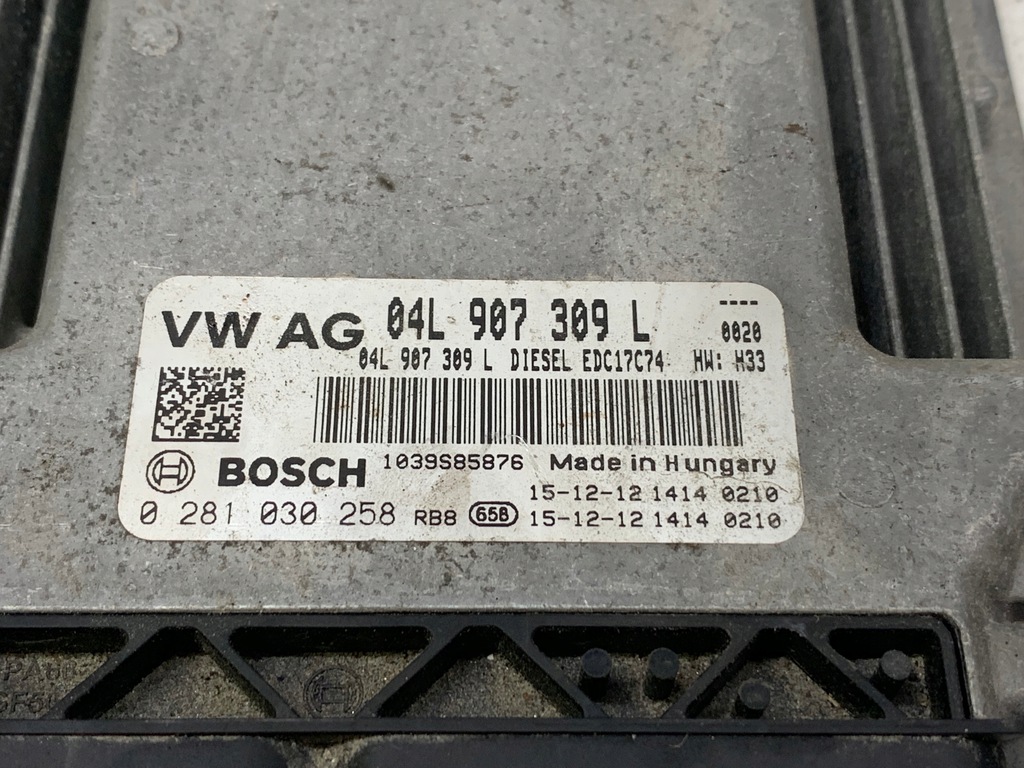 VW AG 04L 907 309 L ----
0020
04L 907 309 L DIESEL EDC17C74 HW: H33
BOSCH 1039S85876 Made in Hungary
15-12-12 1414 0210
0 281 030 258 RB8 65B 15-12-12 1414 0210